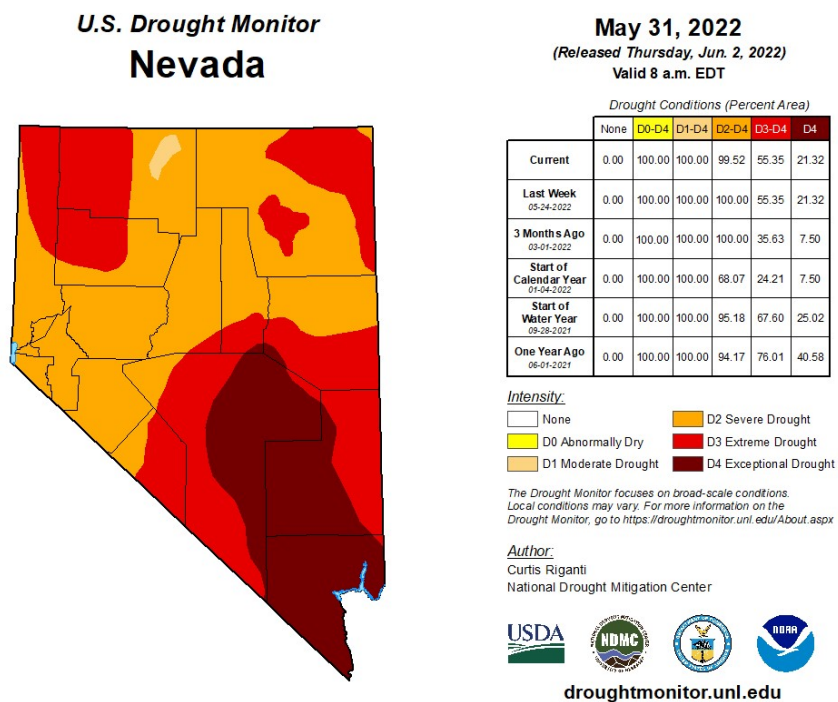 U.S. Drought Monitor
Nevada
May 31, 2022
(Released Thursday, Jun. 2, 2022)
Valid 8 a.m. EDT
Drought Conditions (Percent Area)
None D0-D4 D1-D4 D2-D4 D3-D4 D4
Current 0.00 100.00 100.00 99.52 55.35 21.32
Last Week
05-24-2022 0.00 100.00 100.00 100.00 55.35 21.32
3 Months Ago
03-01-2022 0.00 100.00 100.00 100.00 35.63 7.50
Start of
Calendar Year
01-04-2022 0.00 100.00 100.00 68.07 24.21 7.50
Start of
Water Year
09-28-2021 0.00 100.00 100.00 95.18 67.60 25.02
One Year Ago
06-01-2021 0.00 100.00 100.00 94.17 76.01 40.58
Intensity:
None
D0 Abnormally Dry
D1 Moderate Drought
D2 Severe Drought
D3 Extreme Drought
D4 Exceptional Drought
The Drought Monitor focuses on broad-scale conditions.
Local conditions may vary. For more information on the
Drought Monitor, go to https://droughtmonitor.unl.edu/About.aspx
Author:
Curtis Riganti
National Drought Mitigation Center
USDA
NDMC
NOAA
droughtmonitor.unl.edu